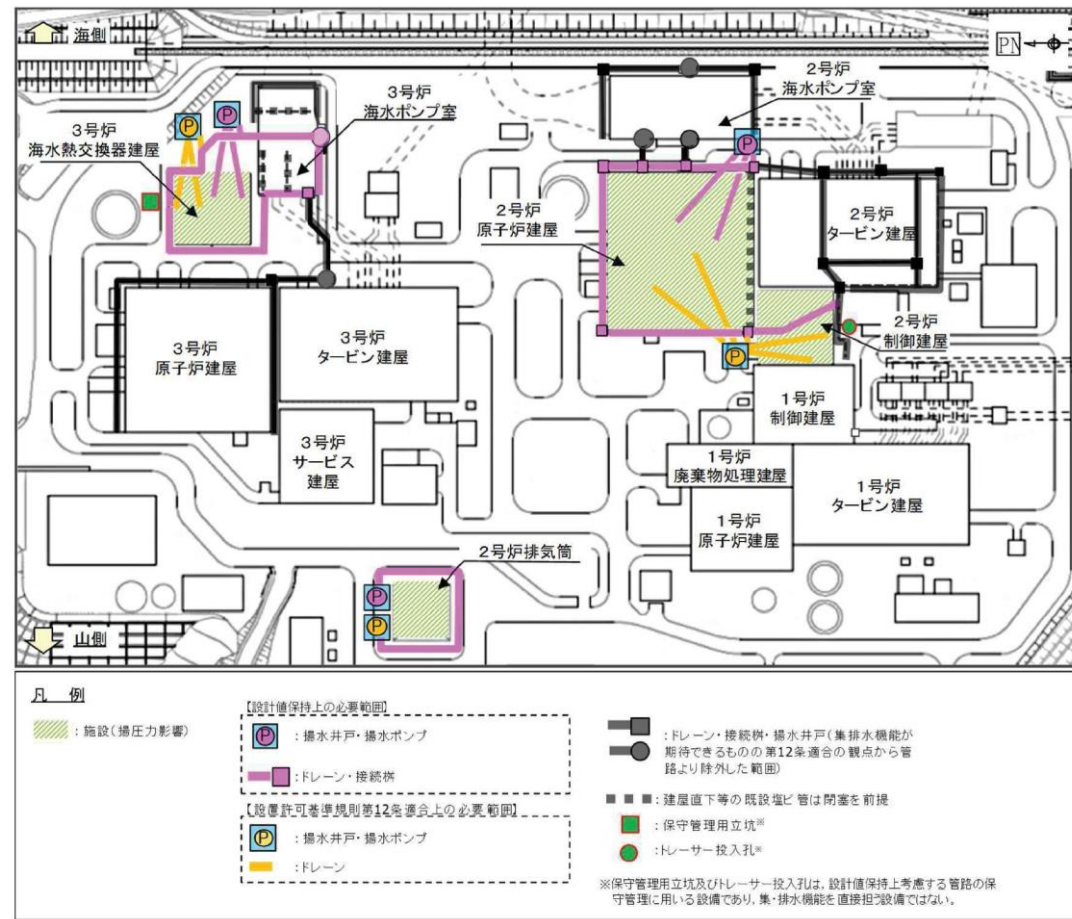 海側
PN
3号炉
海水ポンプ室
2号炉
海水ポンプ室
3号炉
海水熱交換器建屋
P
P
P
2号炉
原子炉建屋
2号炉
タービン建屋
2号炉
制御建屋
P
3号炉
原子炉建屋
3号炉
タービン建屋
1号炉
制御建屋
3号炉
サービス
建屋
1号炉
廃棄物処理建屋
1号炉
タービン建屋
1号炉
原子炉建屋
2号炉排気筒
P
P
山側
凡 例
:施設(揚圧力影響)
【設計値保持上の必要範囲】
P :揚水井戸・揚水ポンプ
:ドレーン・接続桝
【設置許可基準規則第12条適合上の必要範囲】
P :揚水井戸・揚水ポンプ
:ドレーン
:ドレーン・接続桝・揚水井戸(集排水機能が
期待できるものの第12条適合の観点から管
路より除外した範囲)
:建屋直下等の既設塩ビ管は閉塞を前提
:保守管理用立坑※
:トレーサー投入孔※
※保守管理用立坑及びトレーサー投入孔は、設計値保持上考慮する管路の保
守管理に用いる設備であり、集・排水機能を直接担う設備ではない。